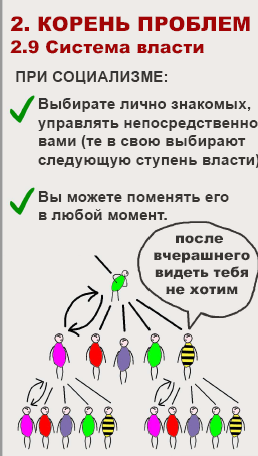 2. КОРЕНЬ ПРОБЛЕМ
2.9 Система власти
ПРИ СОЦИАЛИЗМЕ:
Выбирате лично знакомых,
управлять непосредственно
вами (те в свою выбирают
следующую ступень власти)
Вы можете поменять его
в любой момент.
после
вчерашнего
видеть тебя
не хотим